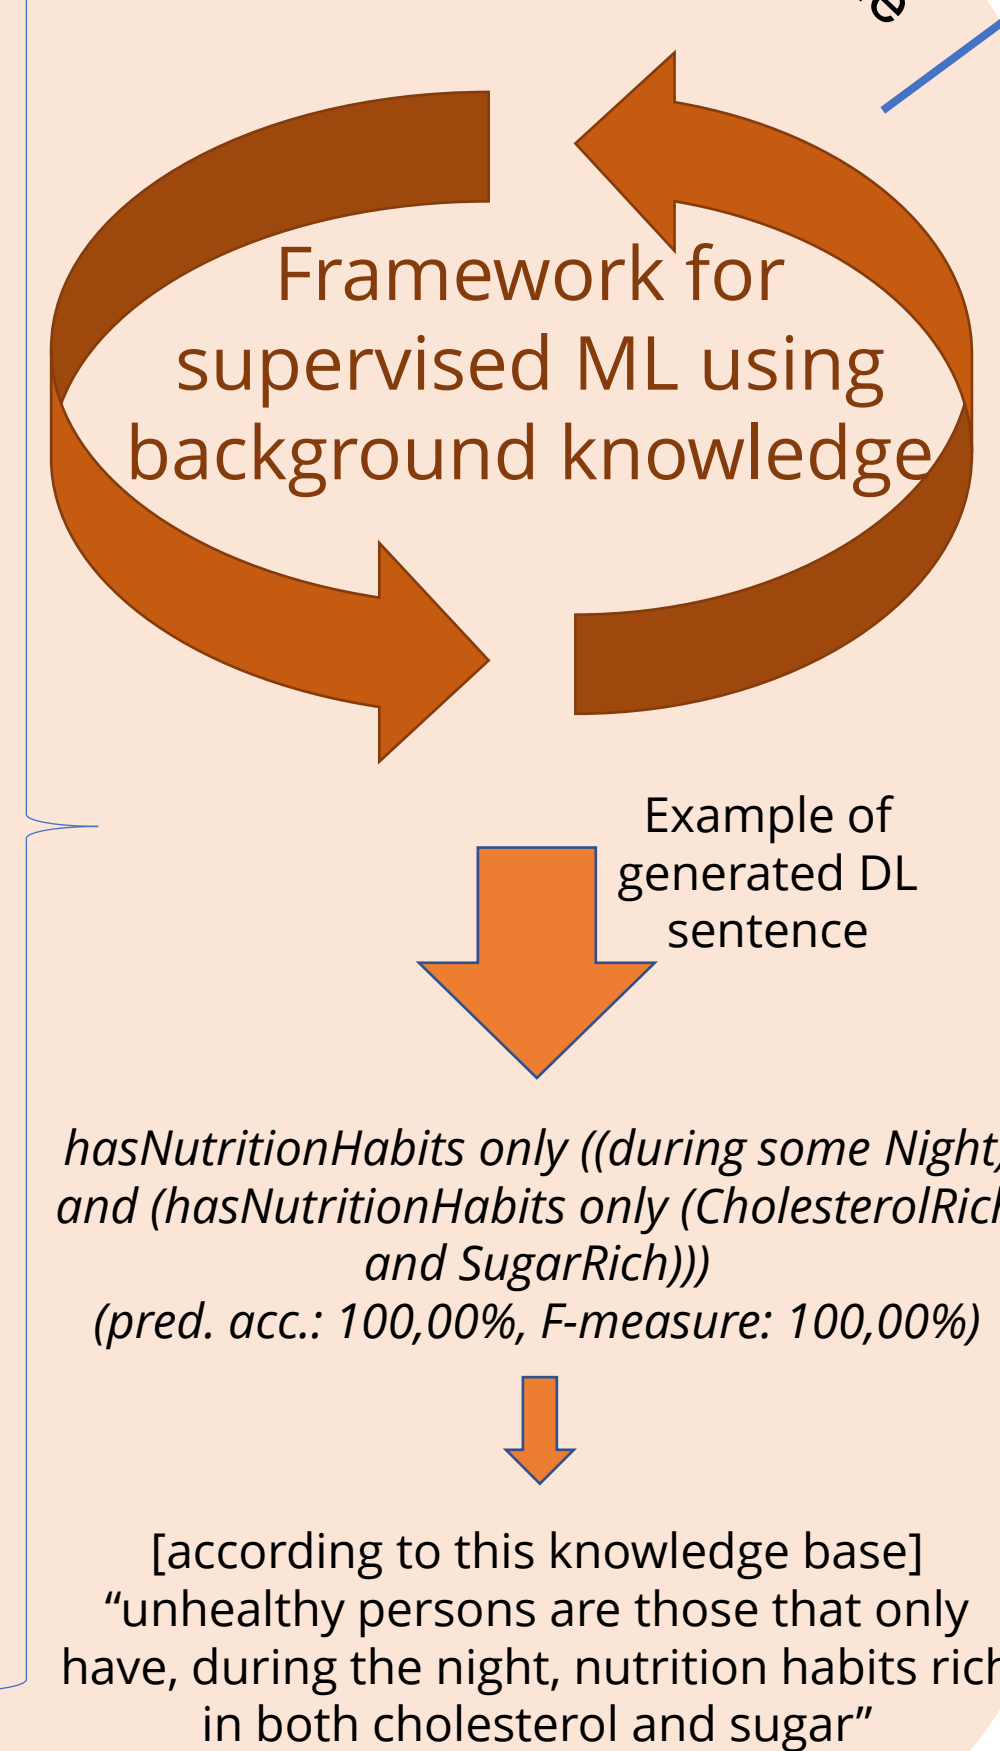 Framework for
supervised ML using
background knowledge
Example of
generated DL
sentence
hasNutritionHabits only ((during some Night)
and (hasNutritionHabits only (CholesterolRich
and SugarRich)))
(pred. acc.: 100,00%, F-measure: 100,00%)
[according to this knowledge base]
“unhealthy persons are those that only
have, during the night, nutrition habits rich
in both cholesterol and sugar”